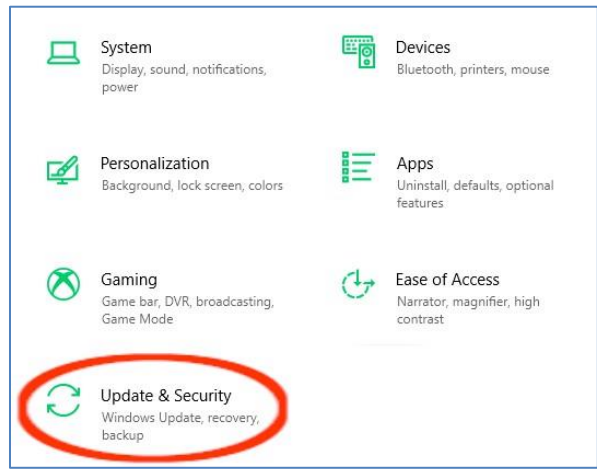 System
Display, sound, notifications,
power
Devices
Bluetooth, printers, mouse
Personalization
Background, lock screen, colors
Apps
Uninstall, defaults, optional
features
Gaming
Game bar, DVR, broadcasting,
Game Mode
Ease of Access
Narrator, magnifier, high
contrast
Update & Security
Windows Update, recovery,
backup